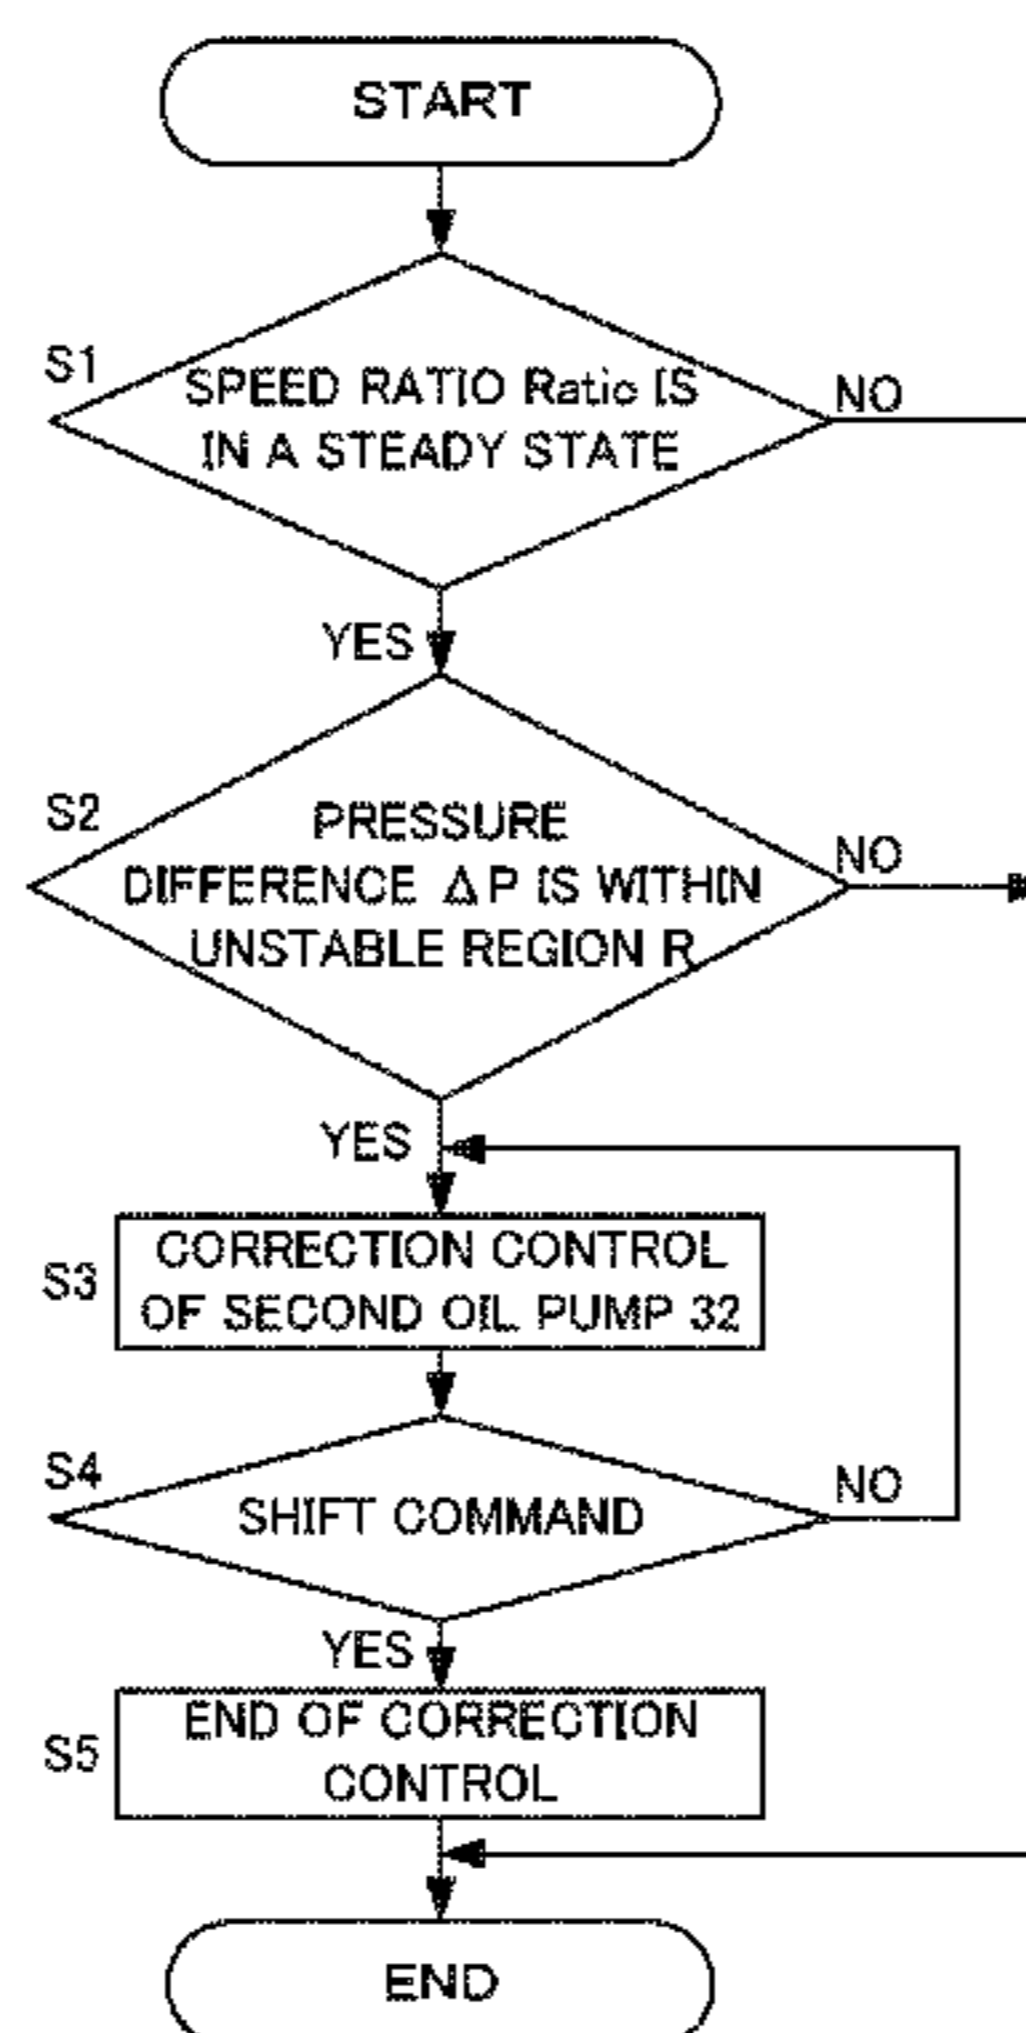 START
S1
SPEED RATIO Ratio IS
IN A STEADY STATE
NO
YES
S2
PRESSURE
DIFFERENCE ΔP IS WITHIN
UNSTABLE REGION R
NO
YES
S3
CORRECTION CONTROL
OF SECOND OIL PUMP 32
S4
SHIFT COMMAND
NO
YES
S5
END OF CORRECTION
CONTROL
END